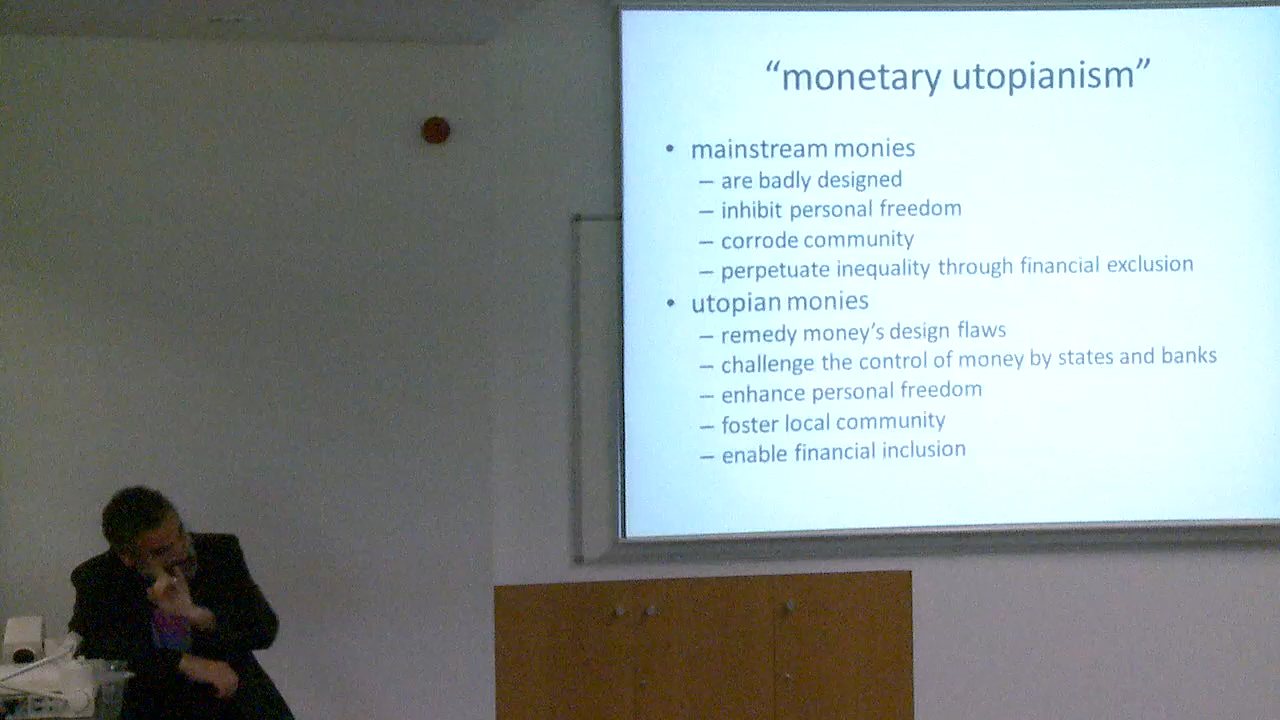 “monetary utopianism”
• mainstream monies
– are badly designed
– inhibit personal freedom
– corrode community
– perpetuate inequality through financial exclusion
• utopian monies
– remedy money’s design flaws
– challenge the control of money by states and banks
– enhance personal freedom
– foster local community
– enable financial inclusion